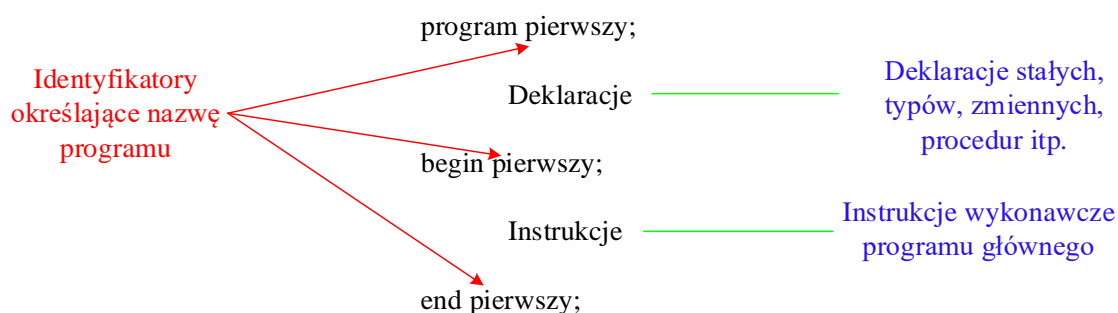 program pierwszy;
Identyfikatory
określające nazwę
programu
Deklaracje
Deklaracje stałych,
typów, zmiennych,
procedur itp.
begin pierwszy;
Instrukcje
Instrukcje wykonawcze
programu głównego
end pierwszy;